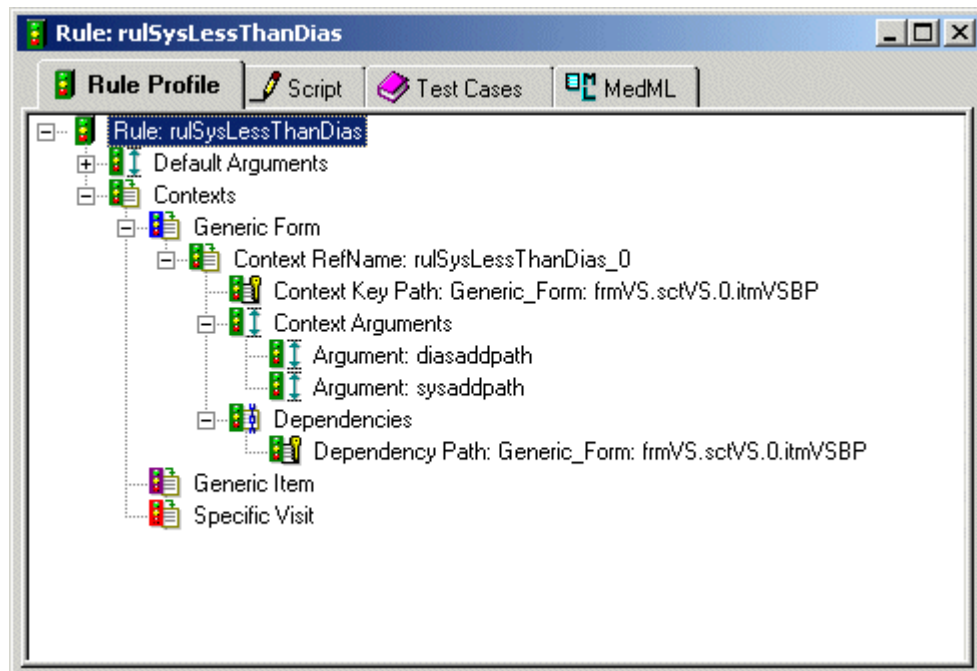 Rule: rulSysLessThanDias
Rule Profile Script Test Cases MedML
Rule: rulSysLessThanDias
Default Arguments
Contexts
Generic Form
Context RefName: rulSysLessThanDias_0
Context Key Path: Generic_Form: frmVS.sctVS.0.itmVSBP
Context Arguments
Argument: diasaddpath
Argument: sysaddpath
Dependencies
Dependency Path: Generic_Form: frmVS.sctVS.0.itmVSBP
Generic Item
Specific Visit